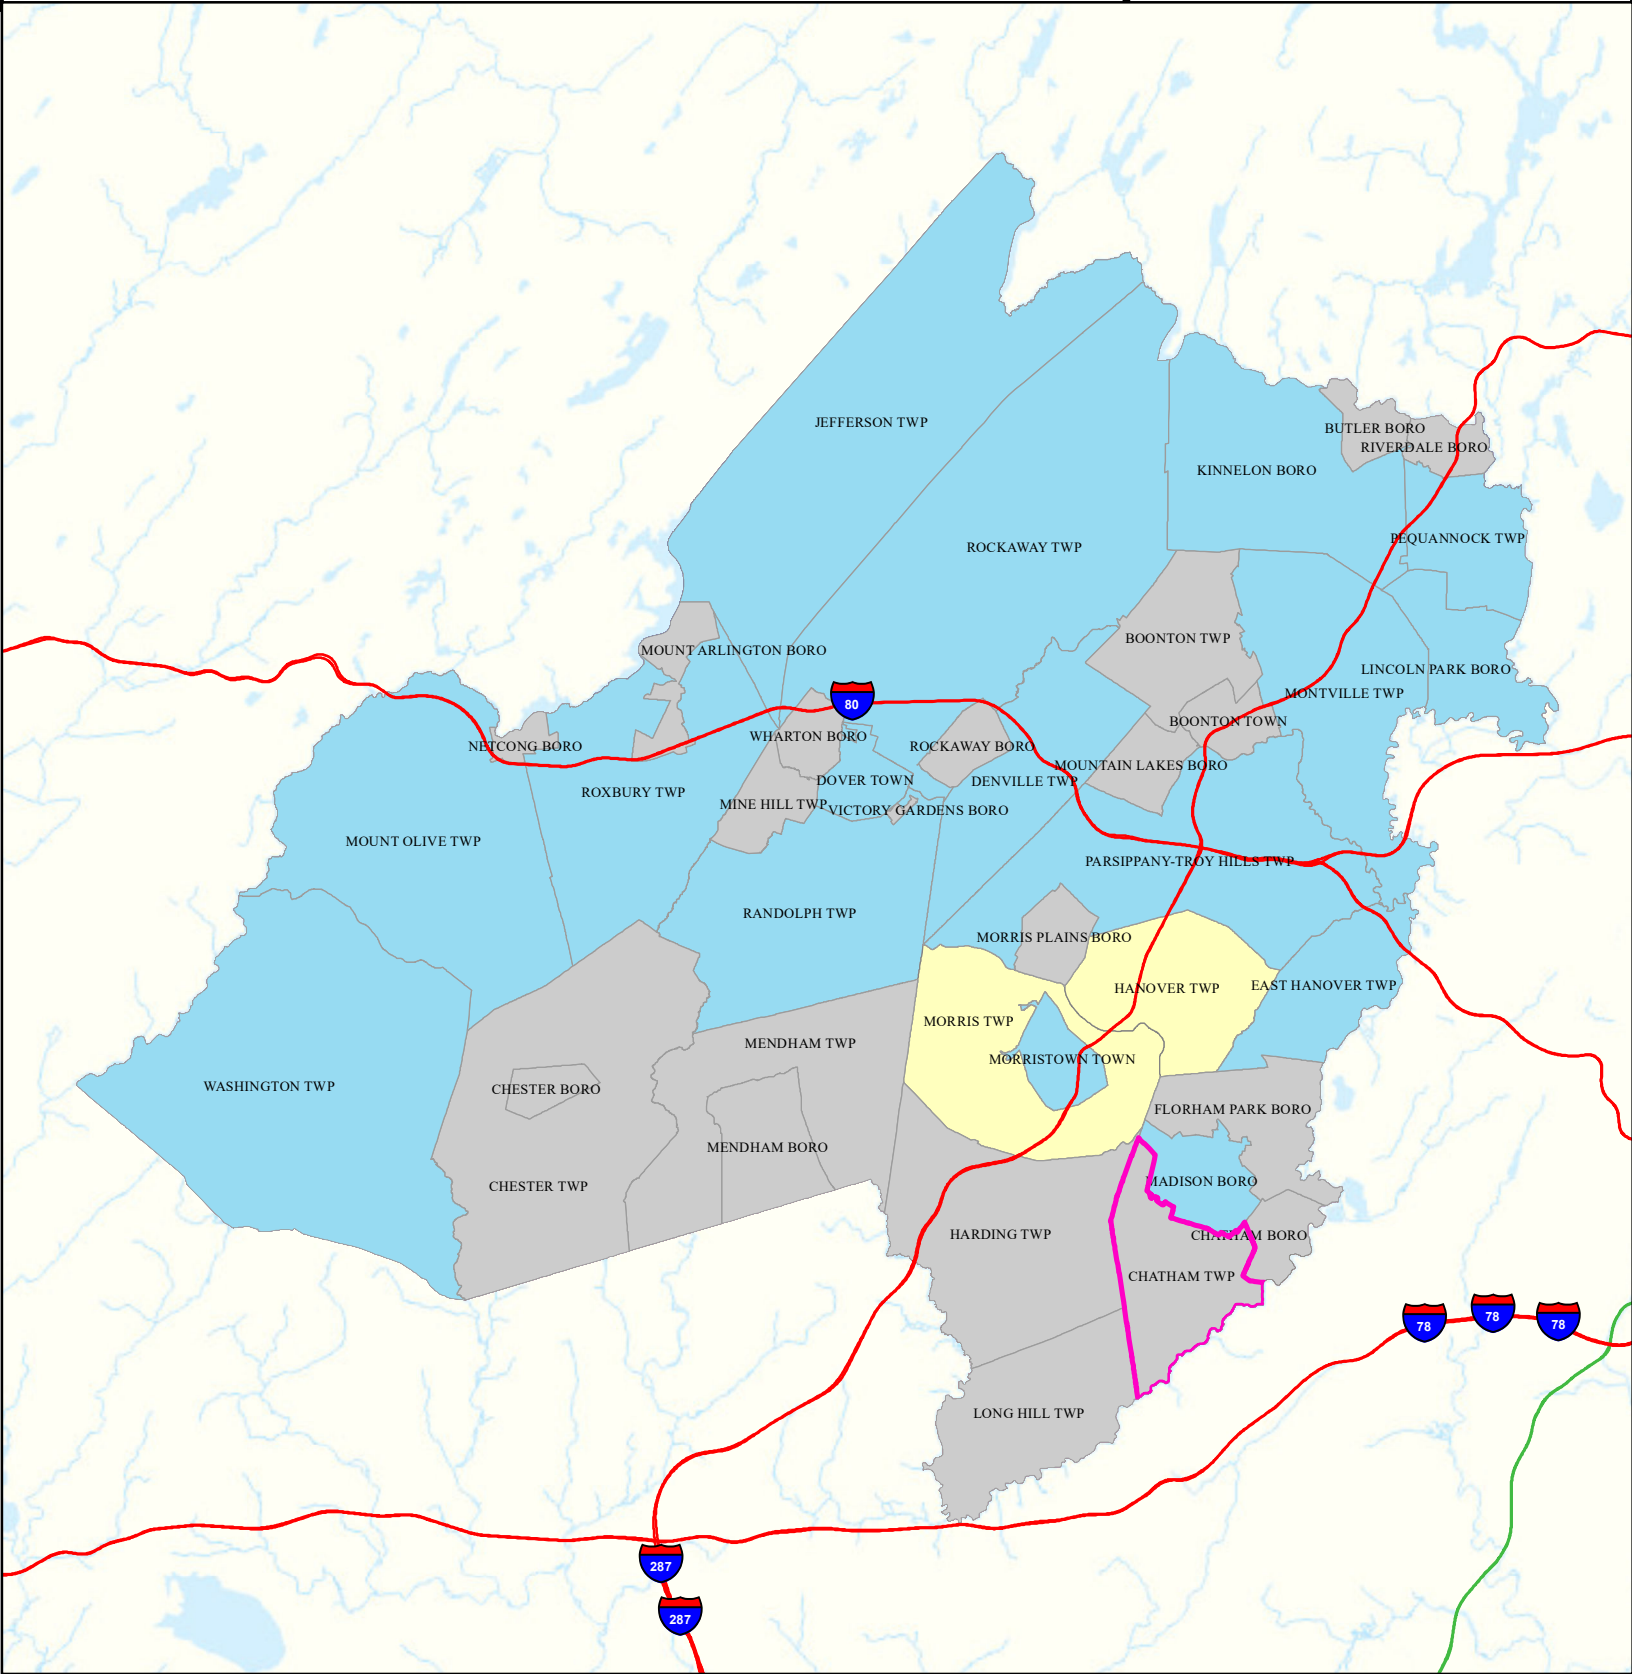 JEFFERSON TWP
BUTLER BORO
RIVERDALE BORO
KINNELON BORO
PEQUANNOCK TWP
ROCKAWAY TWP
BOONTON TWP
MOUNT ARLINGTON BORO
LINCOLN PARK BORO
MONTVILLE TWP
80
BOONTON TOWN
WHARTON BORO
NETCONG BORO
ROCKAWAY BORO
MOUNTAIN LAKES BORO
DOVER TOWN
DENVILLE TWP
ROXBURY TWP
MINE HILL TWP
VICTORY GARDENS BORO
MOUNT OLIVE TWP
PARSIPPANY-TROY HILLS TWP
RANDOLPH TWP
MORRIS PLAINS BORO
HANOVER TWP
EAST HANOVER TWP
MORRIS TWP
MENDHAM TWP
MORRISTOWN TOWN
WASHINGTON TWP
CHESTER BORO
FLORHAM PARK BORO
MENDHAM BORO
MADISON BORO
CHESTER TWP
HARDING TWP
CHATHAM BORO
CHATHAM TWP
78
78
78
LONG HILL TWP
287
287